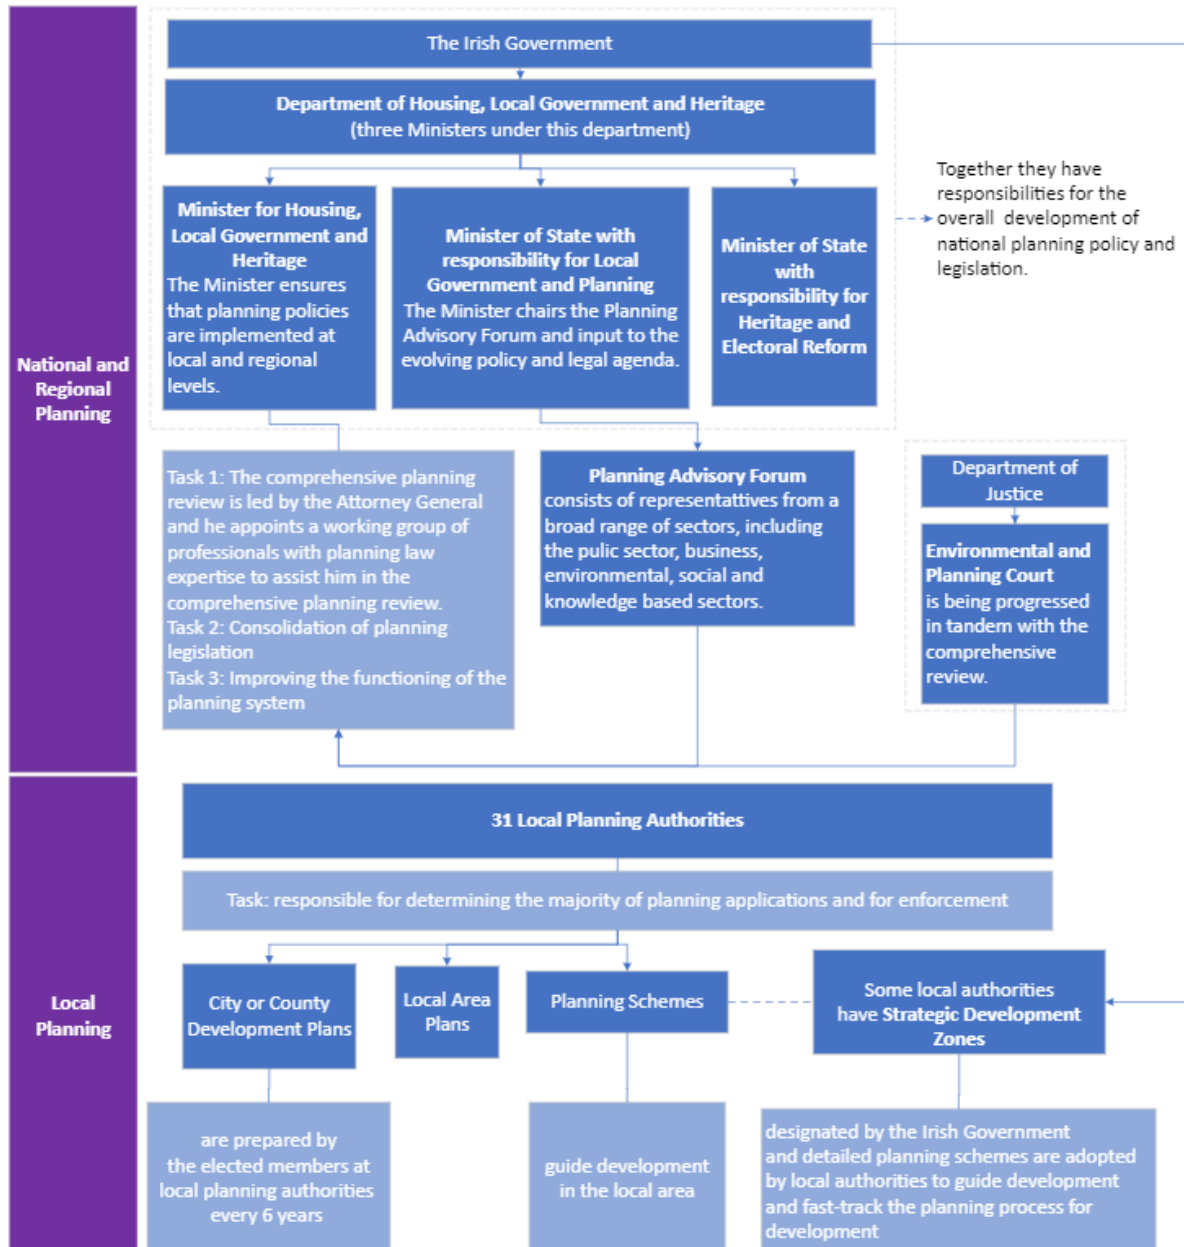 The Irish Government
Department of Housing, Local Government and Heritage
(three Ministers under this department)
Together they have
responsibilities for the
overall development of
national planning policy and
legislation.
Minister for Housing,
Local Government and
Heritage
The Minister ensures
that planning policies
are implemented at
local and regional
levels.
Minister of State with
responsibility for Local
Government and Planning
The Minister chairs the Planning
Advisory Forum and input to the
evolving policy and legal agenda.
Minister of State
with
responsibility for
Heritage and
Electoral Reform
National and
Regional
Planning
Task 1: The comprehensive planning
review is led by the Attorney General
and he appoints a working group of
professionals with planning law
expertise to assist him in the
comprehensive planning review.
Task 2: Consolidation of planning
legislation
Task 3: Improving the functioning of the
planning system
Planning Advisory Forum
consists of representattives from a
broad range of sectors, including
the pulic sector, business,
environmental, social and
knowledge based sectors.
Department of
Justice
Environmental and
Planning Court
is being progressed
in tandem with the
comprehensive
review.
31 Local Planning Authorities
Task: responsible for determining the majority of planning applications and for enforcement
Local
Planning
City or County
Development Plans
Local Area
Plans
Planning Schemes
Some local authorities
have Strategic Development
Zones
are prepared by
the elected members at
local planning authorities
every 6 years
guide development
in the local area
designated by the Irish Government
and detailed planning schemes are adopted
by local authorities to guide development
and fast-track the planning process for
development